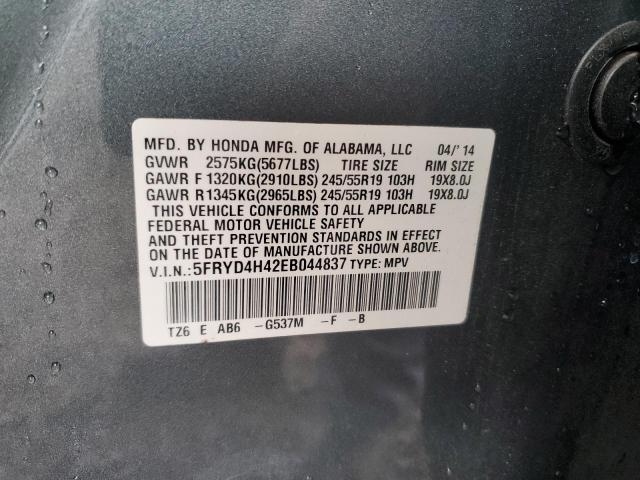 MFD. BY HONDA MFG. OF ALABAMA, LLC 04/'14
GVWR 2575KG(5677LBS) TIRE SIZE RIM SIZE
GAWR F 1320KG(2910LBS) 245/55R19 103H 19X8.0J
GAWR R1345KG(2965LBS) 245/55R19 103H 19X8.0J
THIS VEHICLE CONFORMS TO ALL APPLICABLE
FEDERAL MOTOR VEHICLE SAFETY
AND THEFT PREVENTION STANDARDS IN EFFECT
ON THE DATE OF MANUFACTURE SHOWN ABOVE.
V.I.N.: 5FRYD4H42EB044837 TYPE: MPV
TZ6 E AB6 -G537M -F -B